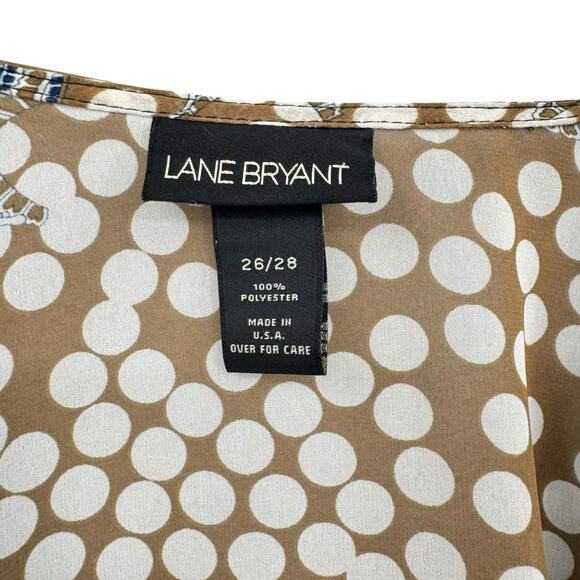 LANE BRYANT
26/28
100%
POLYESTER
MADE IN
U.S.A.
OVER FOR CARE